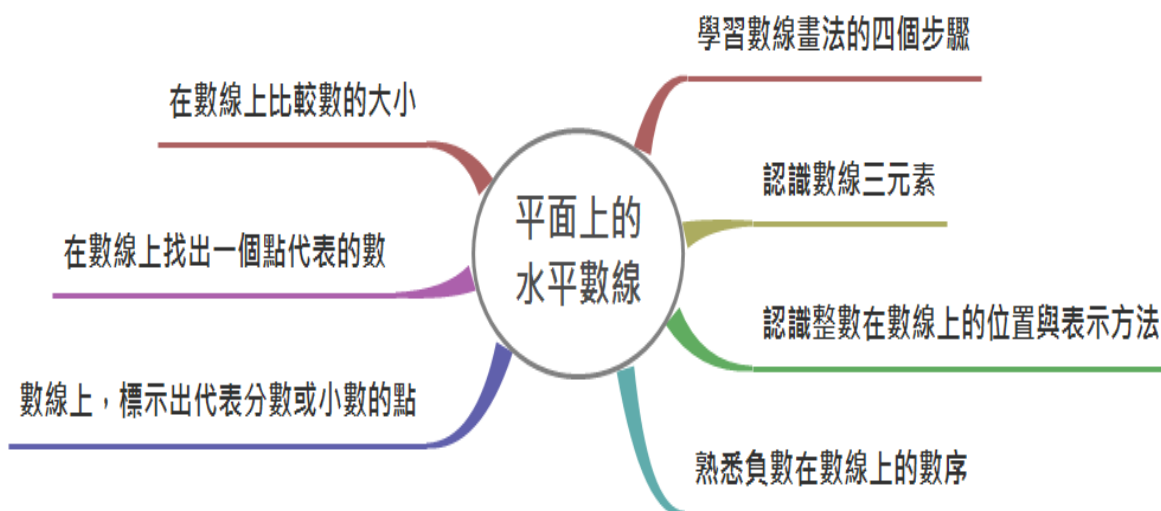 學習數線畫法的四個步驟
在數線上比較數的大小
認識數線三元素
平面上的
水平數線
在數線上找出一個點代表的數
認識整數在數線上的位置與表示方法
數線上，標示出代表分數或小數的點
熟悉負數在數線上的數序